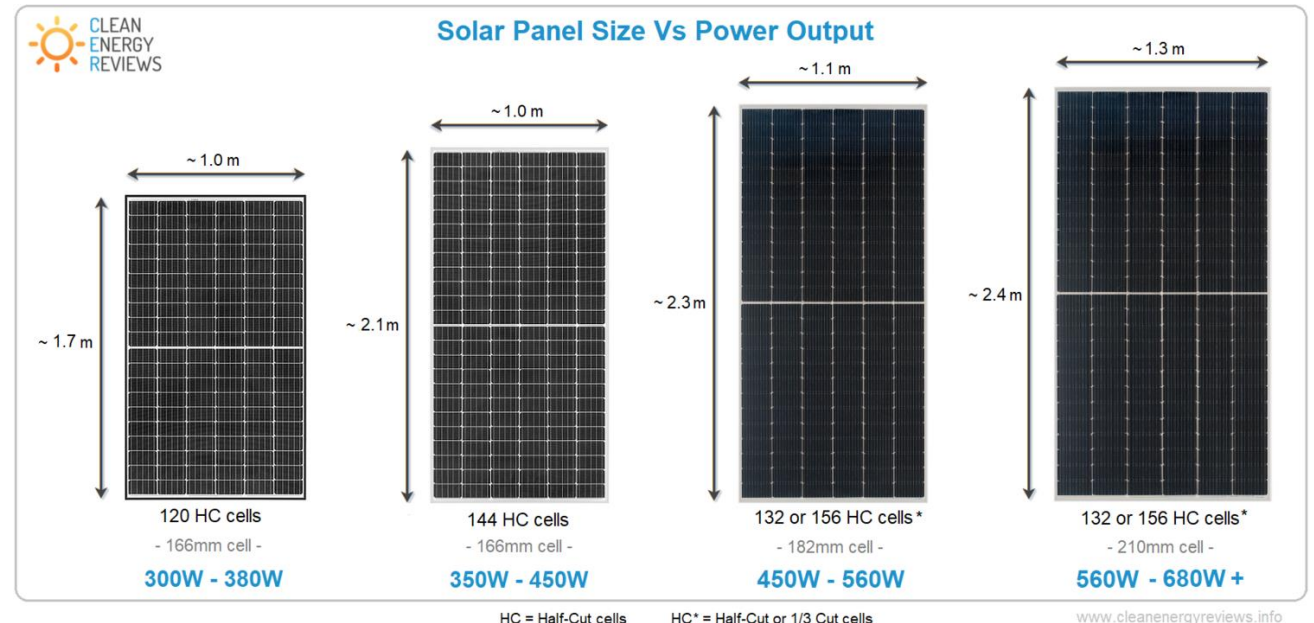 CLEAN
ENERGY
REVIEWS
Solar Panel Size Vs Power Output
~ 1.0 m
~ 1.7 m
120 HC cells
- 166mm cell -
300W - 380W
~ 1.0 m
~ 2.1m
144 HC cells
- 166mm cell -
350W - 450W
~ 1.1 m
~ 2.3m
132 or 156 HC cells *
- 182mm cell -
450W - 560W
~ 1.3 m
~ 2.4 m
132 or 156 HC cells*
- 210mm cell -
560W - 680W +
HC = Half-Cut cells HC* = Half-Cut or 1/3 Cut cells
www.cleanenergyreviews.info